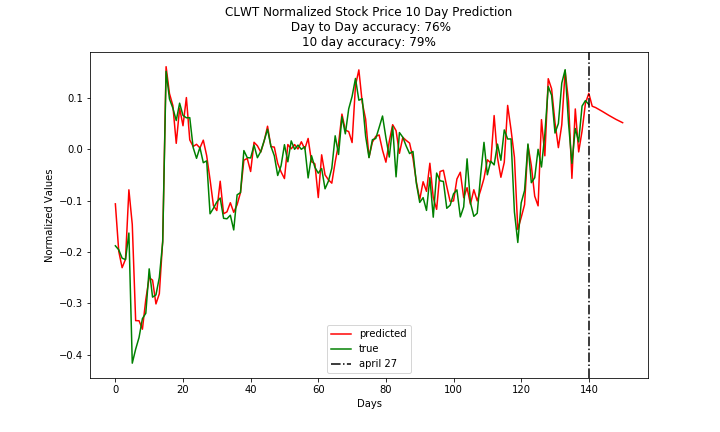 CLWT Normalized Stock Price 10 Day Prediction
Day to Day accuracy: 76%
10 day accuracy: 79%
0.1
0.0
−0.1
−0.2
−0.3
−0.4
Normalized Values
predicted
true
april 27
0
20
40
60
80
100
120
140
Days